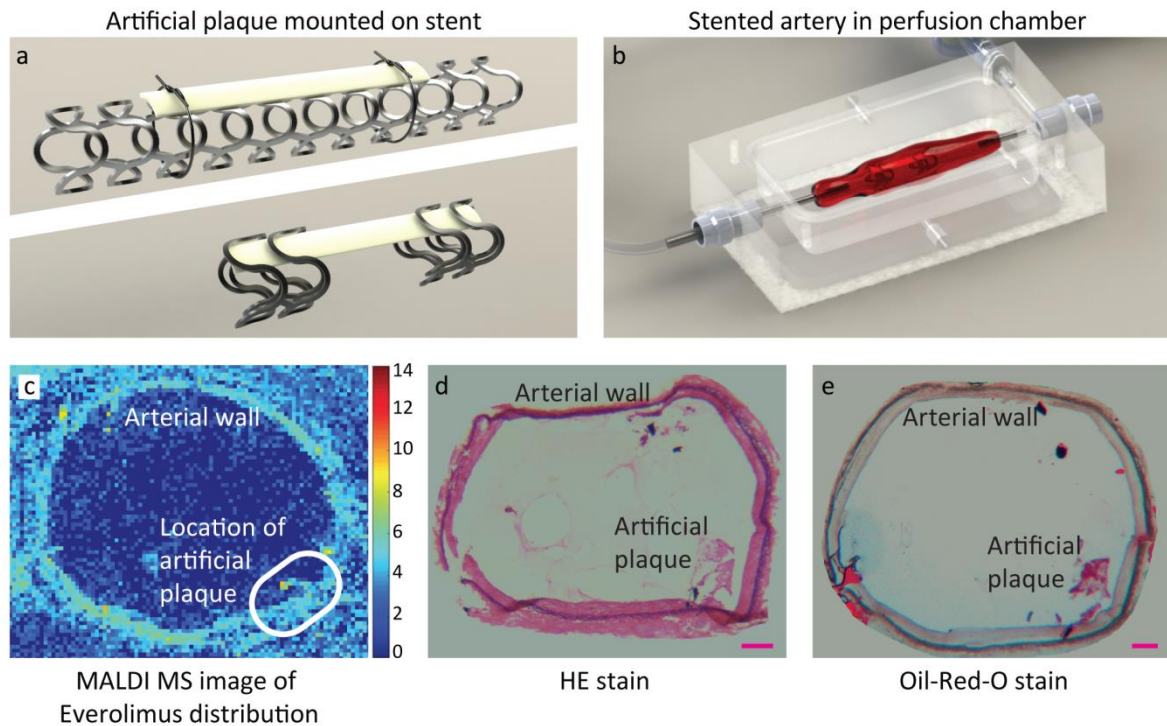 Artificial plaque mounted on stent
Stented artery in perfusion chamber
a
b
c
Arterial wall
Location of
artificial
plaque
14
12
10
8
6
4
2
0
d
Arterial wall
Artificial
plaque
e
Arterial wall
Artificial
plaque
MALDI MS image of
Everolimus distribution
HE stain
Oil-Red-O stain